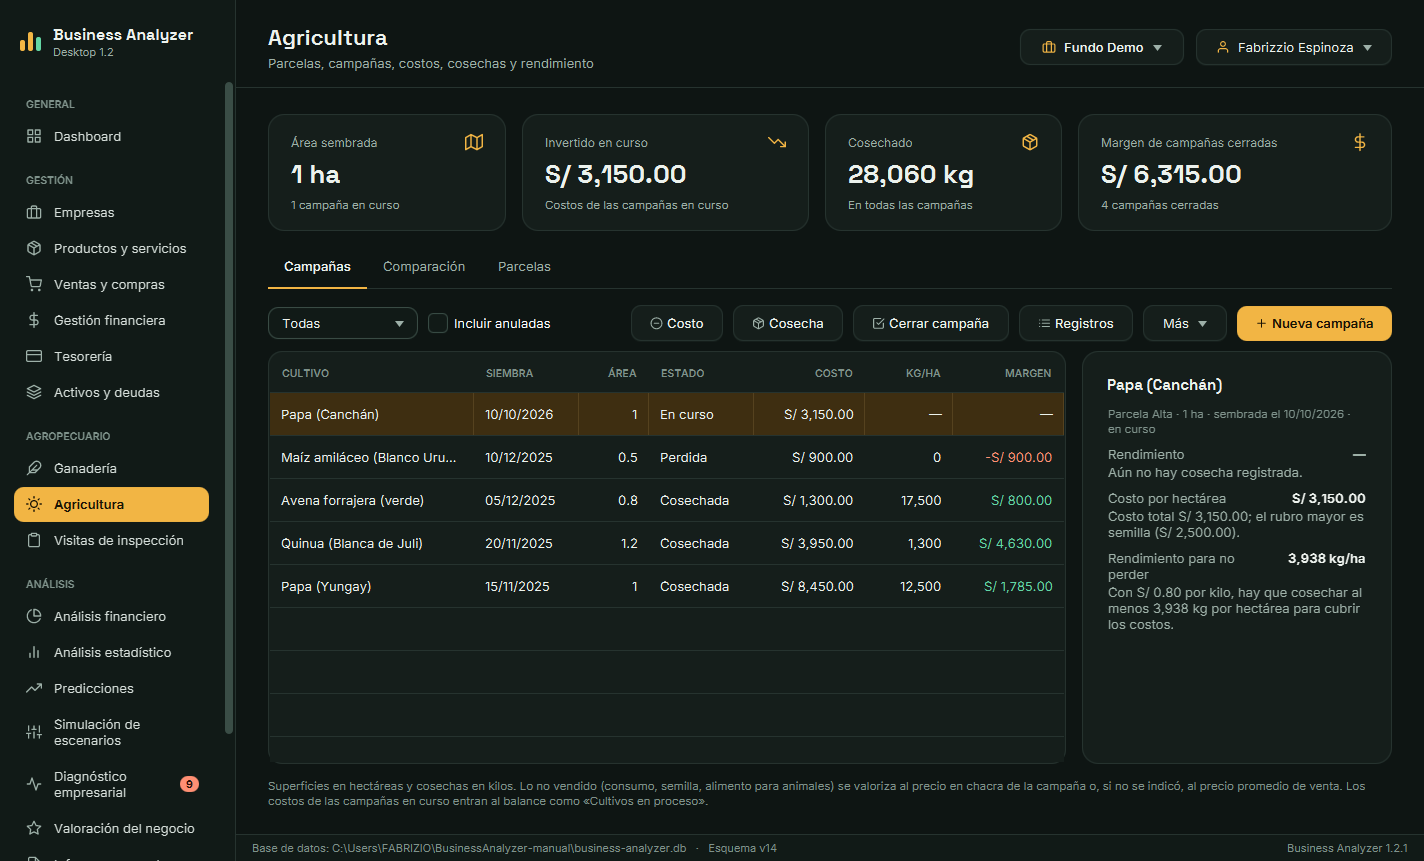 Business Analyzer
Desktop 1.2
GENERAL
Dashboard
GESTIÓN
Empresas
Productos y servicios
Ventas y compras
Gestión financiera
Tesorería
Activos y deudas
AGROPECUARIO
Ganadería
Agricultura
Visitas de inspección
ANÁLISIS
Análisis financiero
Análisis estadístico
Predicciones
Simulación de
escenarios
Diagnóstico
empresarial
9
Valoración del negocio
Agricultura
Parcelas, campañas, costos, cosechas y rendimiento
Fundo Demo
Fabrizzio Espinoza
Área sembrada
1 ha
1 campaña en curso
Invertido en curso
S/ 3,150.00
Costos de las campañas en curso
Cosechado
28,060 kg
En todas las campañas
Margen de campañas cerradas
S/ 6,315.00
4 campañas cerradas
Campañas Comparación Parcelas
Todas Incluir anuladas Costo Cosecha Cerrar campaña Registros Más + Nueva campaña
CULTIVO SIEMBRA ÁREA ESTADO COSTO KG/HA MARGEN
Papa (Canchán) 10/10/2026 1 En curso S/ 3,150.00 — —
Maíz amiláceo (Blanco Uru... 10/12/2025 0.5 Perdida S/ 900.00 0 -S/ 900.00
Avena forrajera (verde) 05/12/2025 0.8 Cosechada S/ 1,300.00 17,500 S/ 800.00
Quinua (Blanca de Juli) 20/11/2025 1.2 Cosechada S/ 3,950.00 1,300 S/ 4,630.00
Papa (Yungay) 15/11/2025 1 Cosechada S/ 8,450.00 12,500 S/ 1,785.00
Papa (Canchán)
Parcela Alta · 1 ha · sembrada el 10/10/2026 ·
en curso
Rendimiento —
Aún no hay cosecha registrada.
Costo por hectárea S/ 3,150.00
Costo total S/ 3,150.00; el rubro mayor es
semilla (S/ 2,500.00).
Rendimiento para no
perder
3,938 kg/ha
Con S/ 0.80 por kilo, hay que cosechar al
menos 3,938 kg por hectárea para cubrir
los costos.
Superficies en hectáreas y cosechas en kilos. Lo no vendido (consumo, semilla, alimento para animales) se valoriza al precio en chacra de la campaña o, si no se indicó, al precio promedio de venta. Los
costos de las campañas en curso entran al balance como «Cultivos en proceso».
Base de datos: C:\Users\FABRIZIO\BusinessAnalyzer-manual\business-analyzer.db · Esquema v14
Business Analyzer 1.2.1